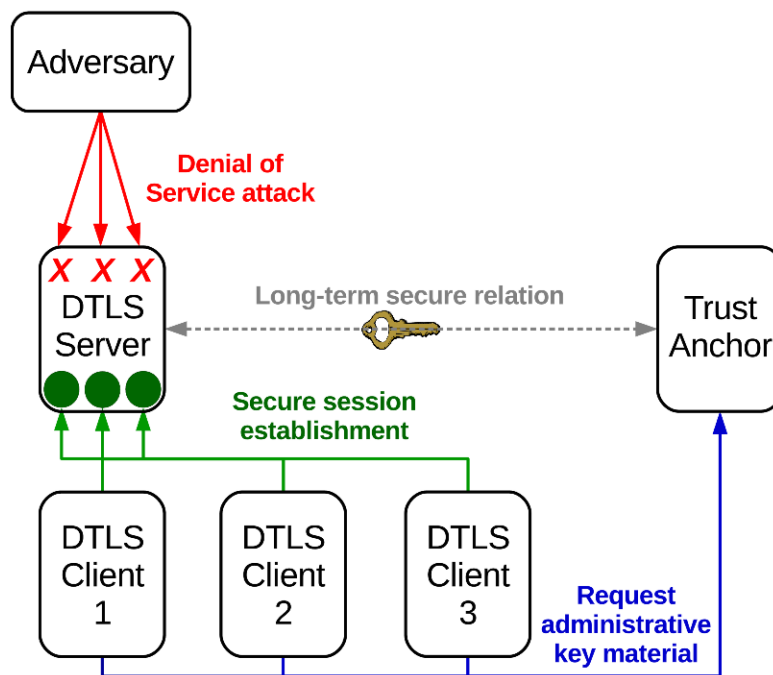 Adversary
Denial of
Service attack
X X X
DTLS
Server
Long-term secure relation
Trust
Anchor
Secure session
establishment
DTLS
Client
1
DTLS
Client
2
DTLS
Client
3
Request
administrative
key material